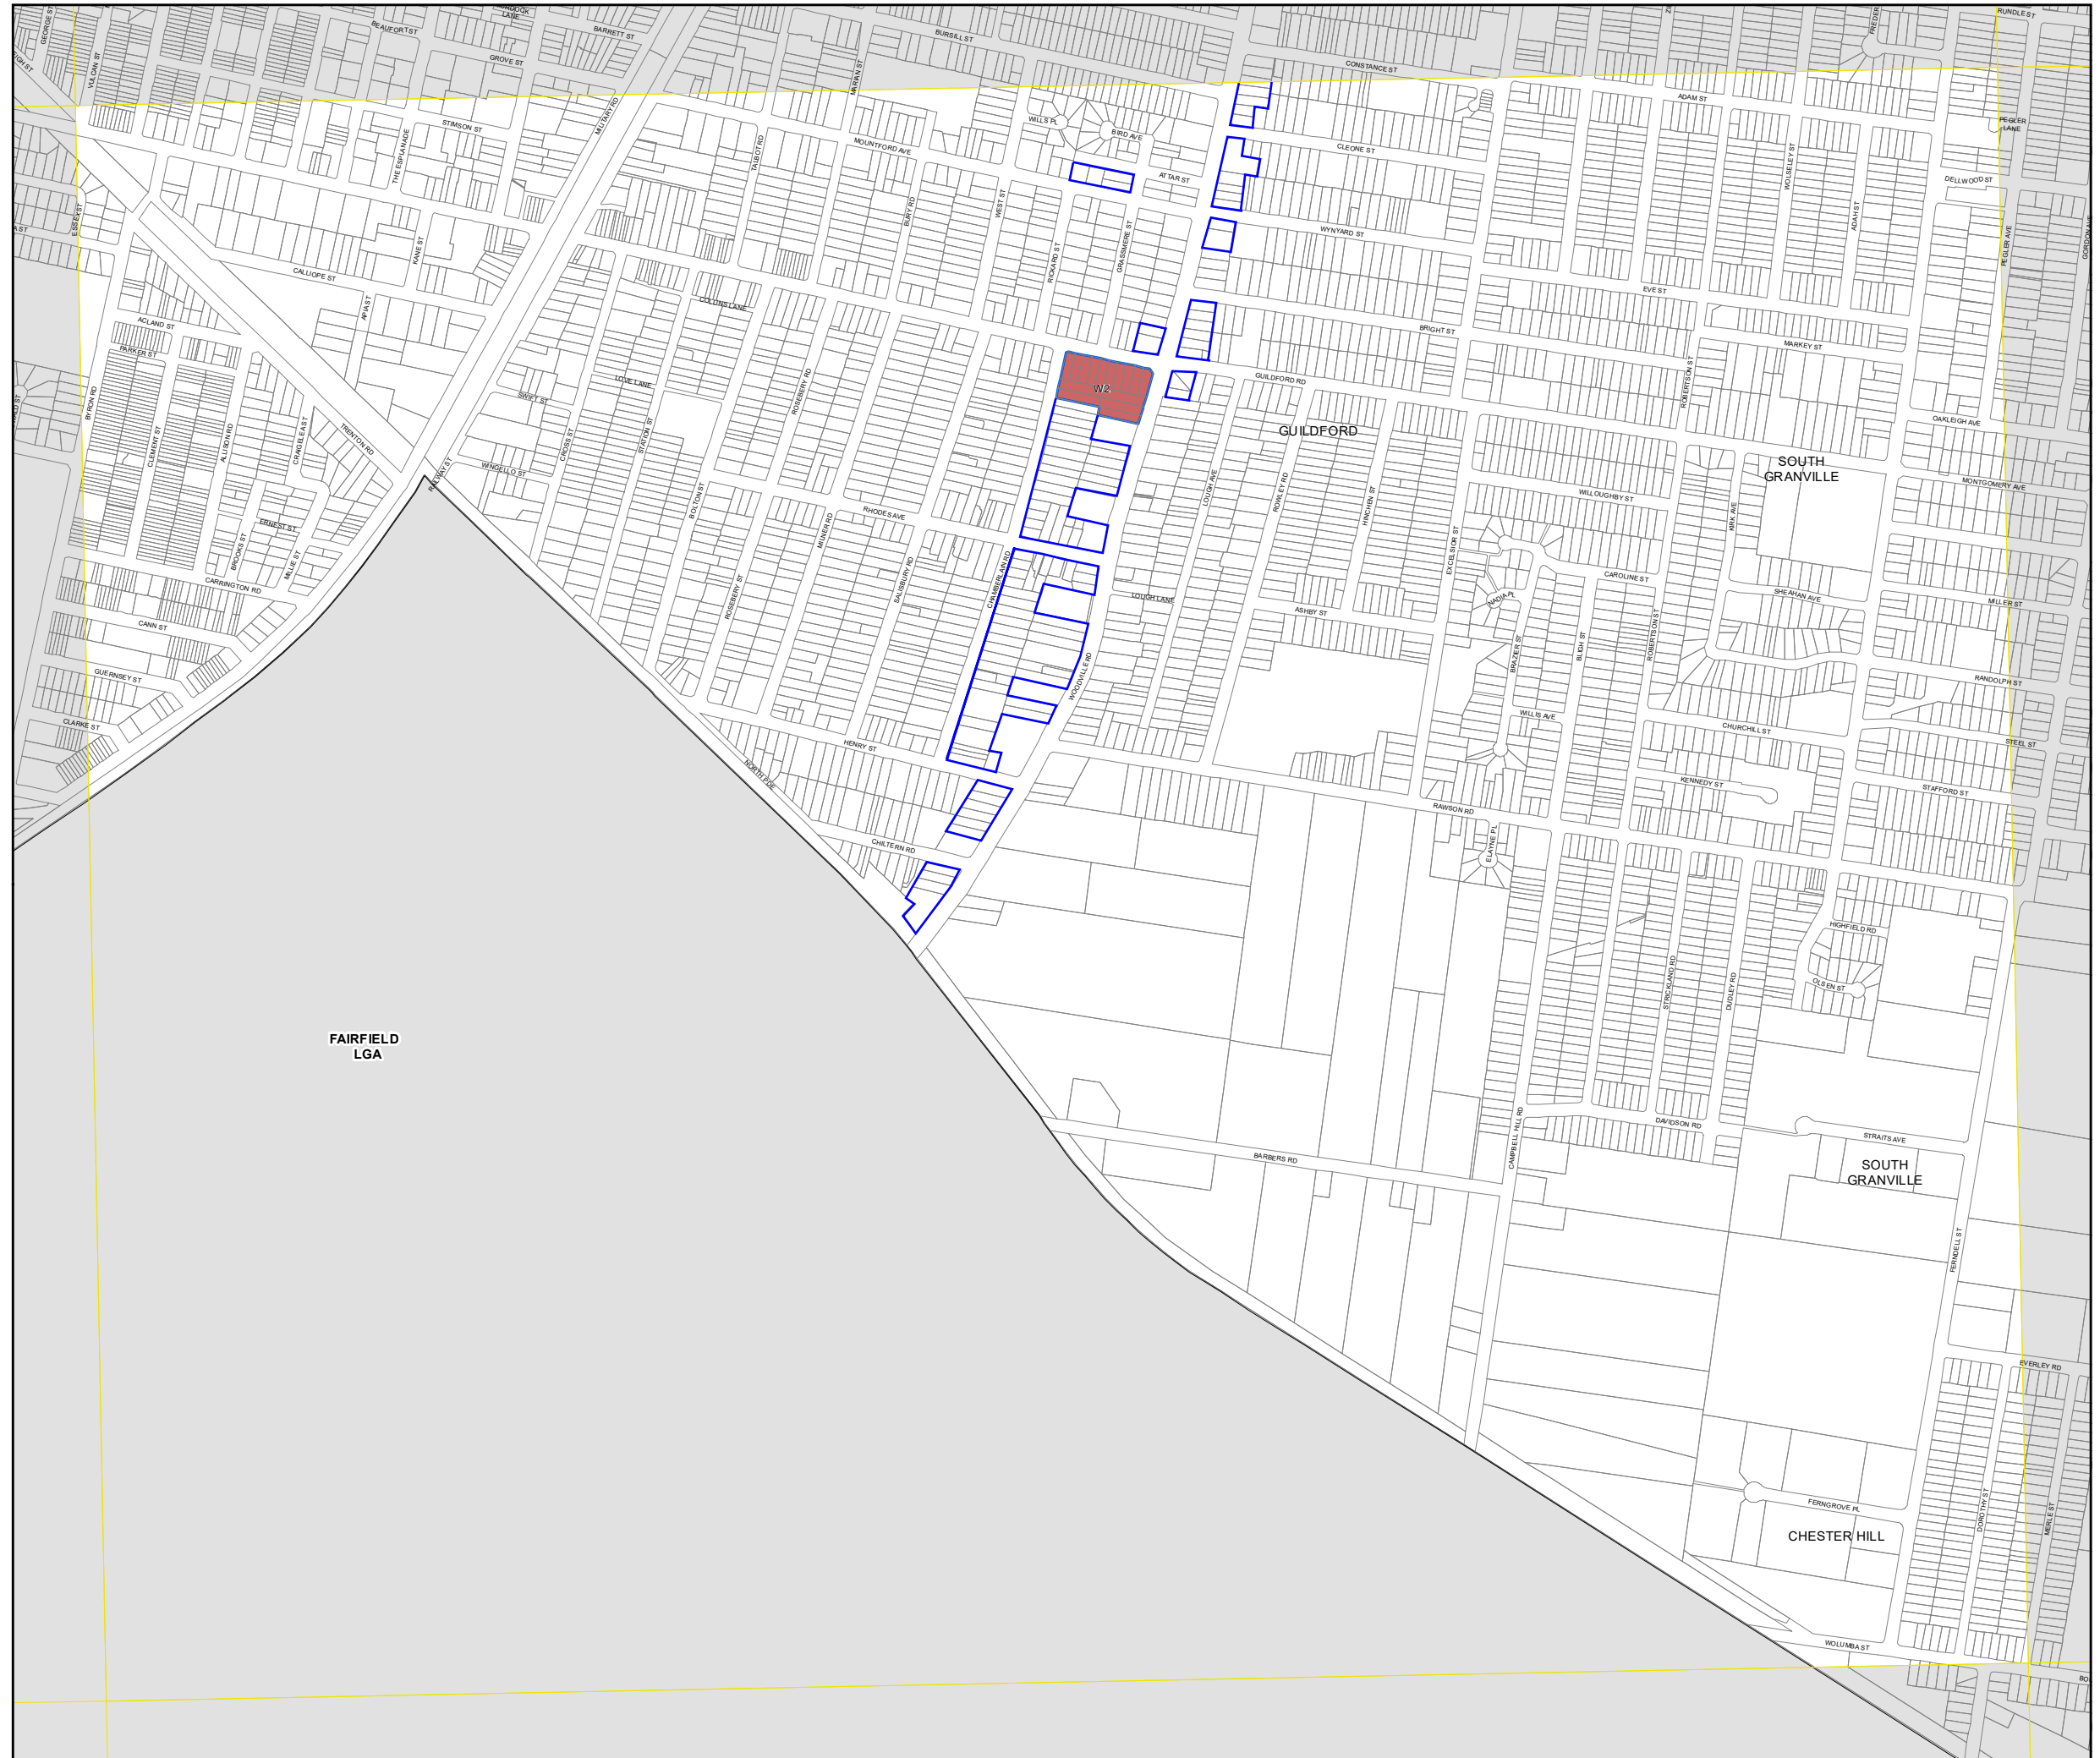 RUNDLE ST
LANE
BEAUFORT ST
BARRETT ST
BURSILL ST
GEORGE ST
GROVE ST
CONSTANCE ST
VULCAN ST
MARIAN ST
ADAM ST
MILITARY RD
STIMSON ST
WILLS PL
BIRD AVE
PEGLER
LANE
THE ESPLANADE
TALBOT RD
MOUNTFORD AVE
CLEONE ST
WOLSELEY ST
ATTAR ST
DELLWOOD ST
ESSEX ST
BURY RD
WEST ST
ADAH ST
KANE ST
GRASSMERE ST
WYNYARD ST
PEGLER AVE
RICKARD ST
CALLIOPE ST
EVE ST
APIA ST
COLLINS LANE
ACLAND ST
BRIGHT ST
PARKER ST
MARKEY ST
LOVE LANE
ROSEBERY RD
W2
GUILDFORD RD
ROBERTSON ST
BYRON RD
SWIFT ST
CLEMENT ST
ALLISON RD
CRAIGSLEA ST
TRENTON RD
CROSS ST
STATION ST
GUILDFORD
OAKLEIGH AVE
RAILWAY ST
WINGELLO ST
SOUTH
GRANVILLE
MONTGOMERY AVE
BOLTON ST
LOUGH AVE
ROWLEY RD
HINCHEN ST
WILLOUGHBY ST
KIRK AVE
ERNEST ST
MILNER RD
RHODES AVE
EXCELSIOR ST
BROOKS ST
MILLIE ST
CARRINGTON RD
ROSEBERY ST
SALISBURY RD
CHAMBERLAIN RD
LOUGH LANE
NADIA PL
CAROLINE ST
SHEAHAN AVE
MILLER ST
CANN ST
ASHBY ST
BRAZIER ST
BLIGH ST
ROBERTSON ST
GUERNSEY ST
WOODVILLE RD
RANDOLPH ST
CLARKE ST
WILLIS AVE
CHURCHILL ST
STEEL ST
HENRY ST
NORTH PDE
KENNEDY ST
STAFFORD ST
RAWSON RD
CHILTERN RD
ELAYNE PL
HIGHFIELD RD
STRICKLAND RD
DUDLEY RD
OLSEN ST
FAIRFIELD
LGA
CAMPBELL HILL RD
DAVIDSON RD
STRAITS AVE
BARBERS RD
SOUTH
GRANVILLE
FERNDELL ST
EVERLEY RD
FERNGROVE PL
DOROTHY ST
MERLE ST
CHESTER HILL
WOLUMBA ST